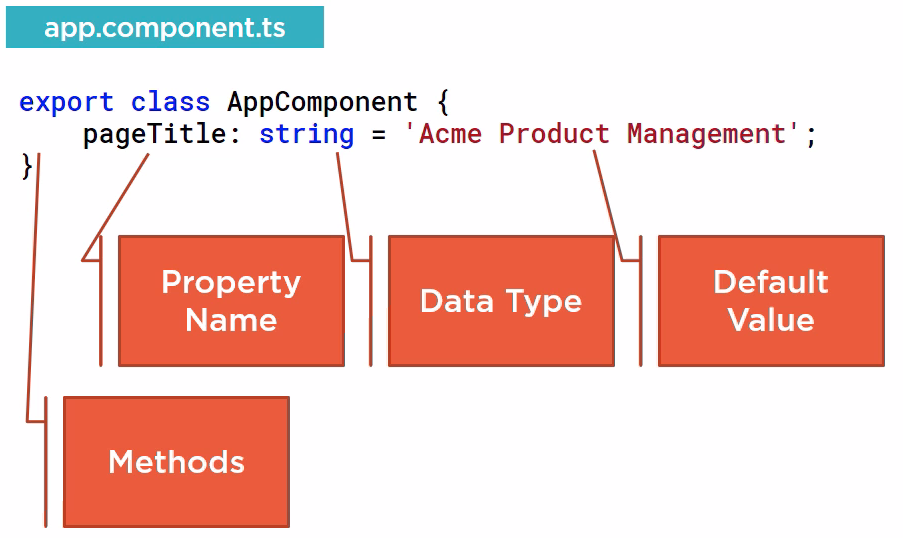 app.component.ts
export class AppComponent {
pageTitle: string = 'Acme Product Management';
}
Property
Name
Data Type
Default
Value
Methods